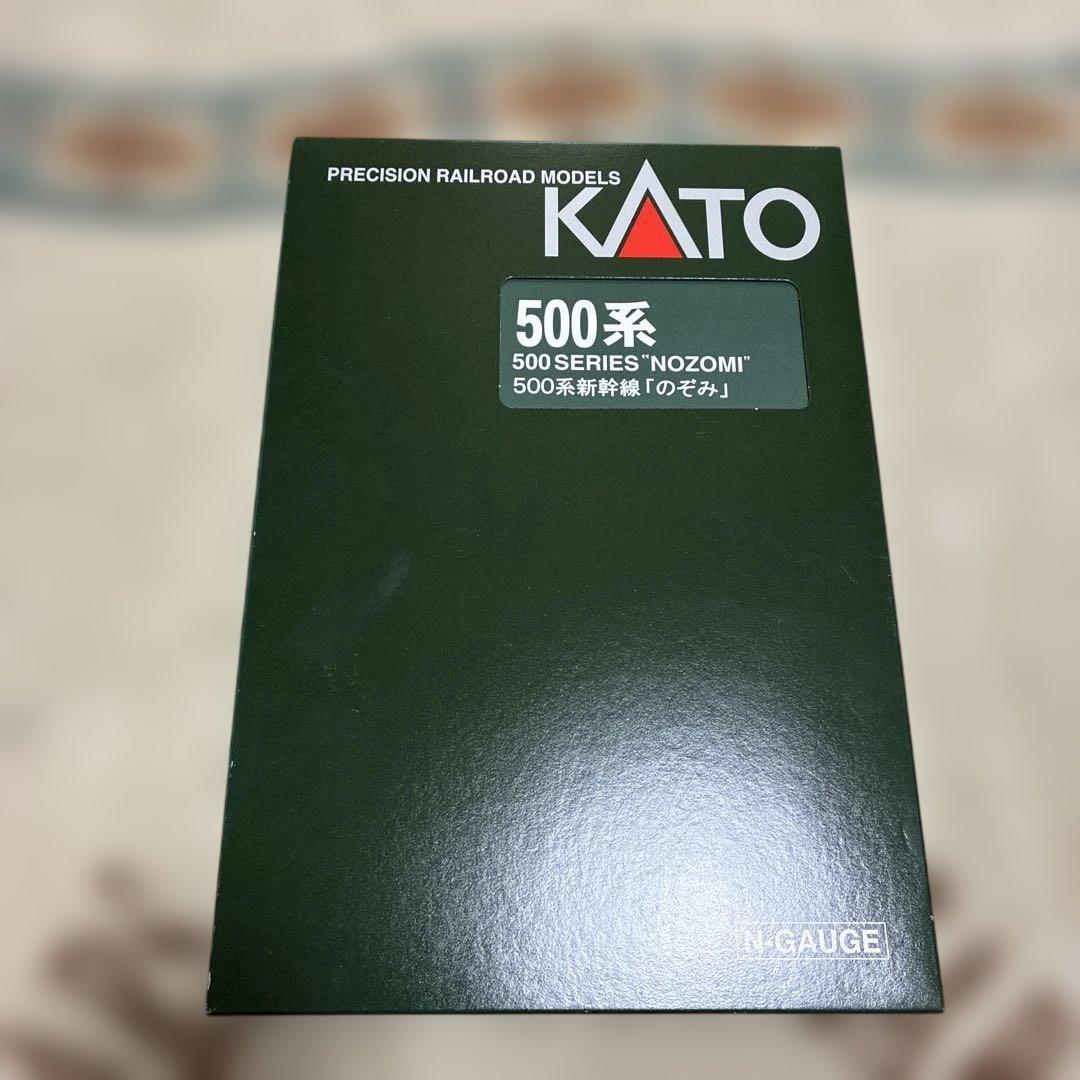 PRECISION RAILROAD MODELS
KATO
500系
500 SERIES "NOZOMI"
500系新幹線「のぞみ」
N-GAUGE